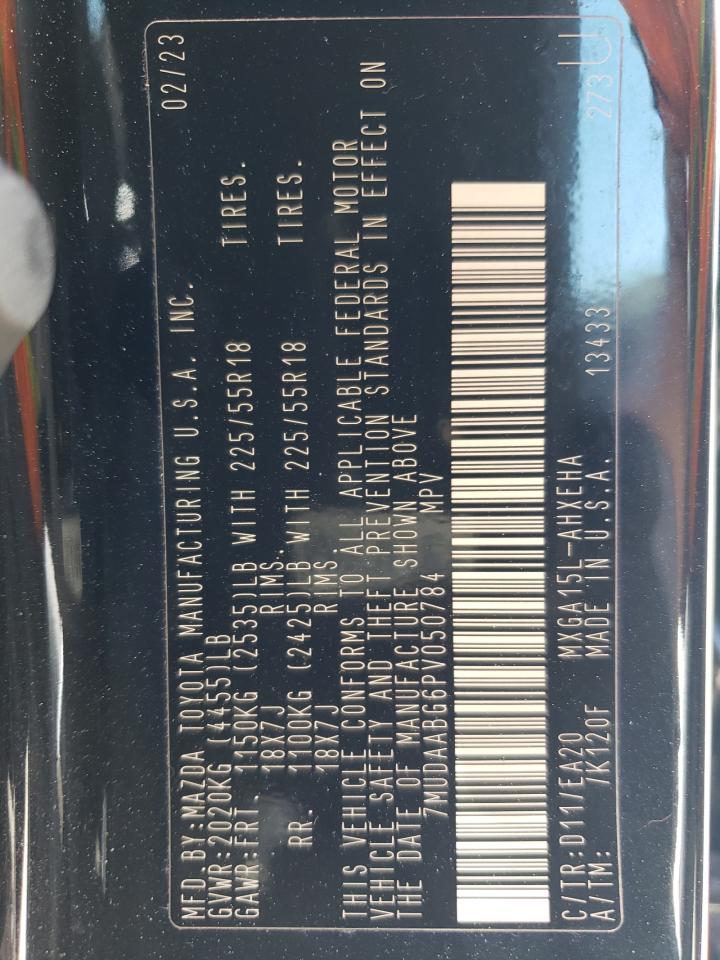 MFD.BY:MAZDA TOYOTA MANUFACTURING U.S.A. INC. 02/23
GVWR:2020KG (4455)LB
GAWR:FRT. 1150KG (2535)LB WITH 225/55R18 TIRES.
18X7J RIMS.
RR. 1100KG (2425)LB WITH 225/55R18 TIRES.
18X7J RIMS.
THIS VEHICLE CONFORMS TO ALL APPLICABLE FEDERAL MOTOR
VEHICLE SAFETY AND THEFT PREVENTION STANDARDS IN EFFECT ON
THE DATE OF MANUFACTURE SHOWN ABOVE
7MUDAABG6PV050784 MPV
C/TR:D11/EA20 MXGA15L-AHXEHA
A/TM: /K120F MADE IN U.S.A. 13433 273 U